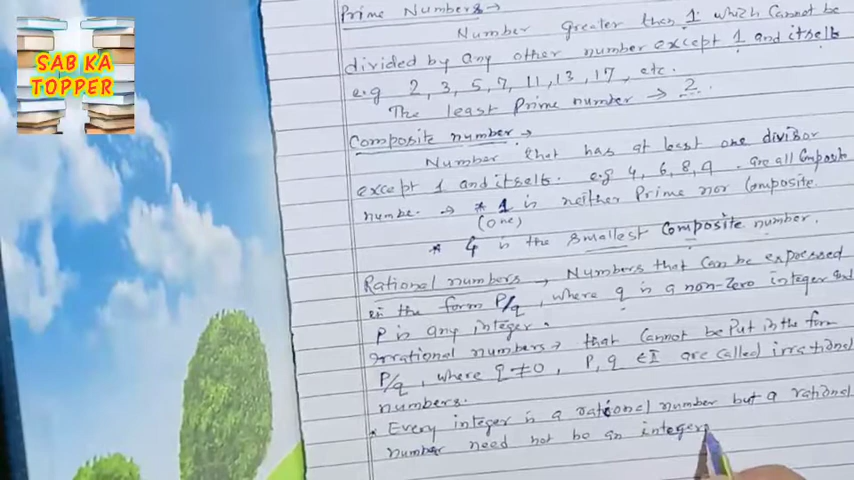 SAB KA
TOPPER
Prime Numbers →
Number greater then 1 which cannot be
divided by any other number except 1 and itself
e.g 2, 3, 5, 7, 11, 13, 17, etc.
The least Prime number → 2.
Composite number →
Number that has at least one divisor
except 1 and itself. e.g 4, 6, 8, 9 . are all Composite
numbe. → * 1 is neither Prime nor Composite.
(one)
* 4 is the smallest Composite number.
Rational numbers → Numbers that can be expressed
in the form P/q, where q is a non-zero integer and
P is any integer.
Irrational numbers → that Cannot be Put in the form
P/q, where q ≠ 0, P, q ∈ I are called irrational
numbers.
• Every integer is a rational number but a rational
number need not be an integer